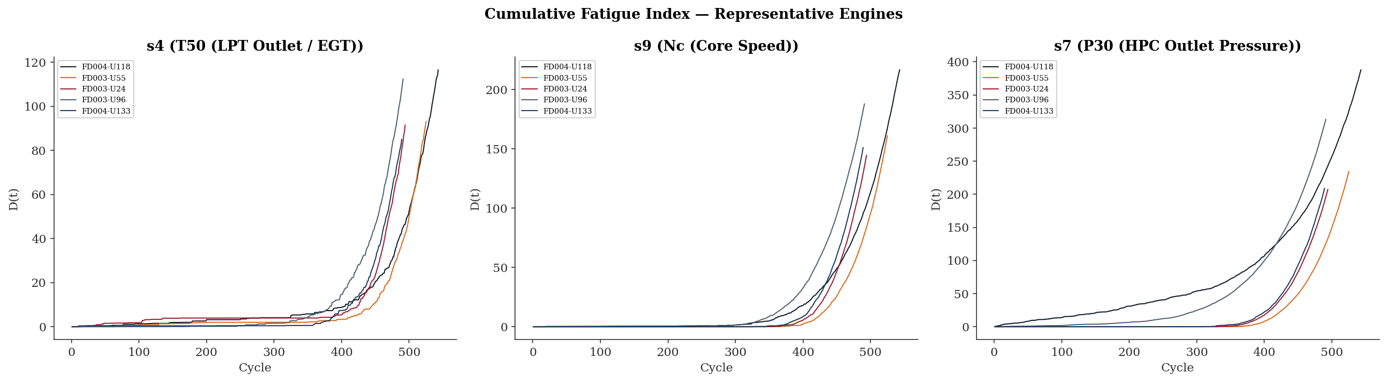 Cumulative Fatigue Index — Representative Engines
s4 (T50 (LPT Outlet / EGT))
120
100
80
60
40
20
0
D(t)
0 100 200 300 400 500
Cycle
FD004-U118
FD003-U55
FD003-U24
FD003-U96
FD004-U133
s9 (Nc (Core Speed))
200
150
100
50
0
D(t)
0 100 200 300 400 500
Cycle
FD004-U118
FD003-U55
FD003-U24
FD003-U96
FD004-U133
s7 (P30 (HPC Outlet Pressure))
400
350
300
250
200
150
100
50
0
D(t)
0 100 200 300 400 500
Cycle
FD004-U118
FD003-U55
FD003-U24
FD003-U96
FD004-U133